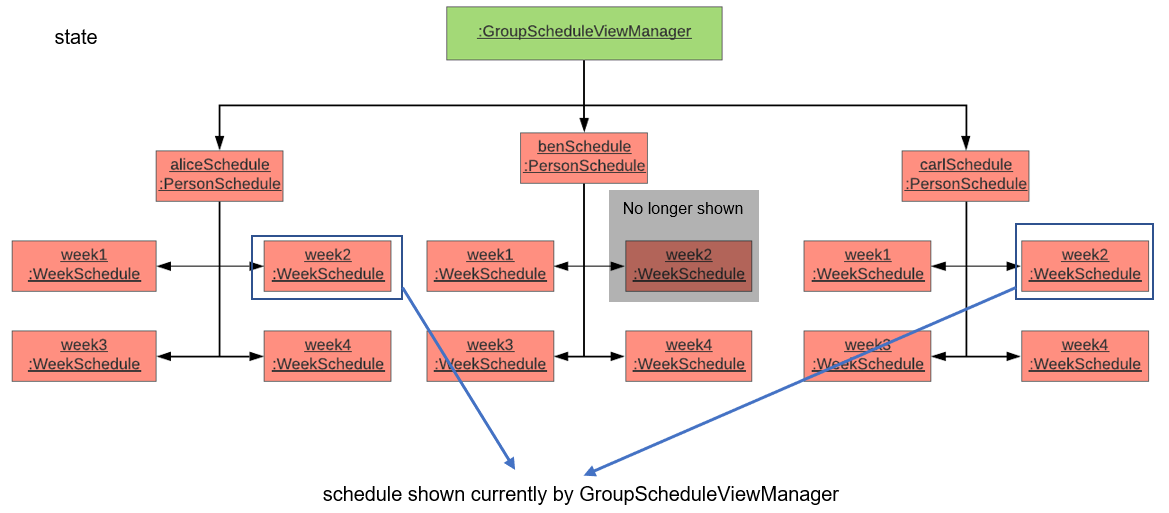 state
:GroupScheduleViewManager
aliceSchedule
:PersonSchedule
benSchedule
:PersonSchedule
carlSchedule
:PersonSchedule
No longer shown
week1
:WeekSchedule
week2
:WeekSchedule
week1
:WeekSchedule
week2
:WeekSchedule
week1
:WeekSchedule
week2
:WeekSchedule
week3
:WeekSchedule
week4
:WeekSchedule
week3
:WeekSchedule
week4
:WeekSchedule
week3
:WeekSchedule
week4
:WeekSchedule
schedule shown currently by GroupScheduleViewManager